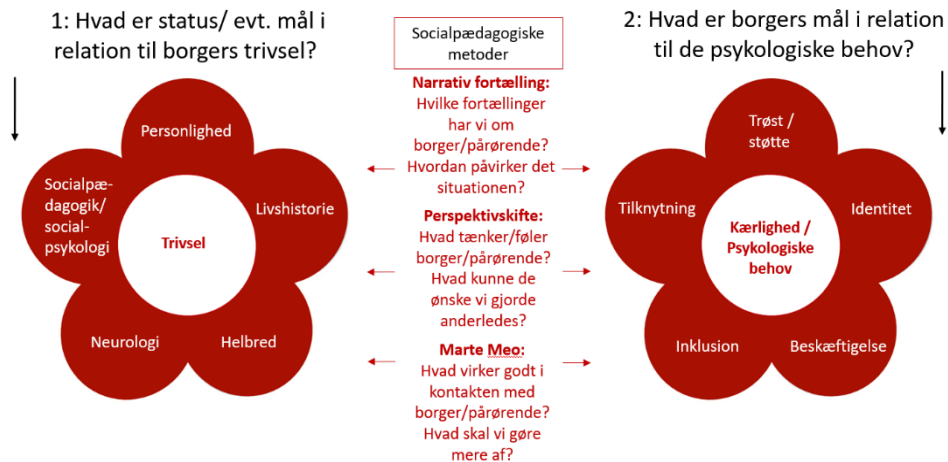 1: Hvad er status/ evt. mål i
relation til borgers trivsel?
Personlighed
Livshistorie
Helbred
Neurologi
Socialpæ-
dagogik/
social-
psykologi
Trivsel
Socialpædagogiske
metoder
Narrativ fortælling:
Hvilke fortællinger
har vi om
borger/pårørende?
Hvordan påvirker det
situationen?
Perspektivskifte:
Hvad tænker/føler
borger/pårørende?
Hvad kunne de
ønske vi gjorde
anderledes?
Marte Meo:
Hvad virker godt i
kontakten med
borger/pårørende?
Hvad skal vi gøre
mere af?
2: Hvad er borgers mål i relation
til de psykologiske behov?
Trøst /
støtte
Identitet
Beskæftigelse
Inklusion
Tilknytning
Kærlighed /
Psykologiske
behov